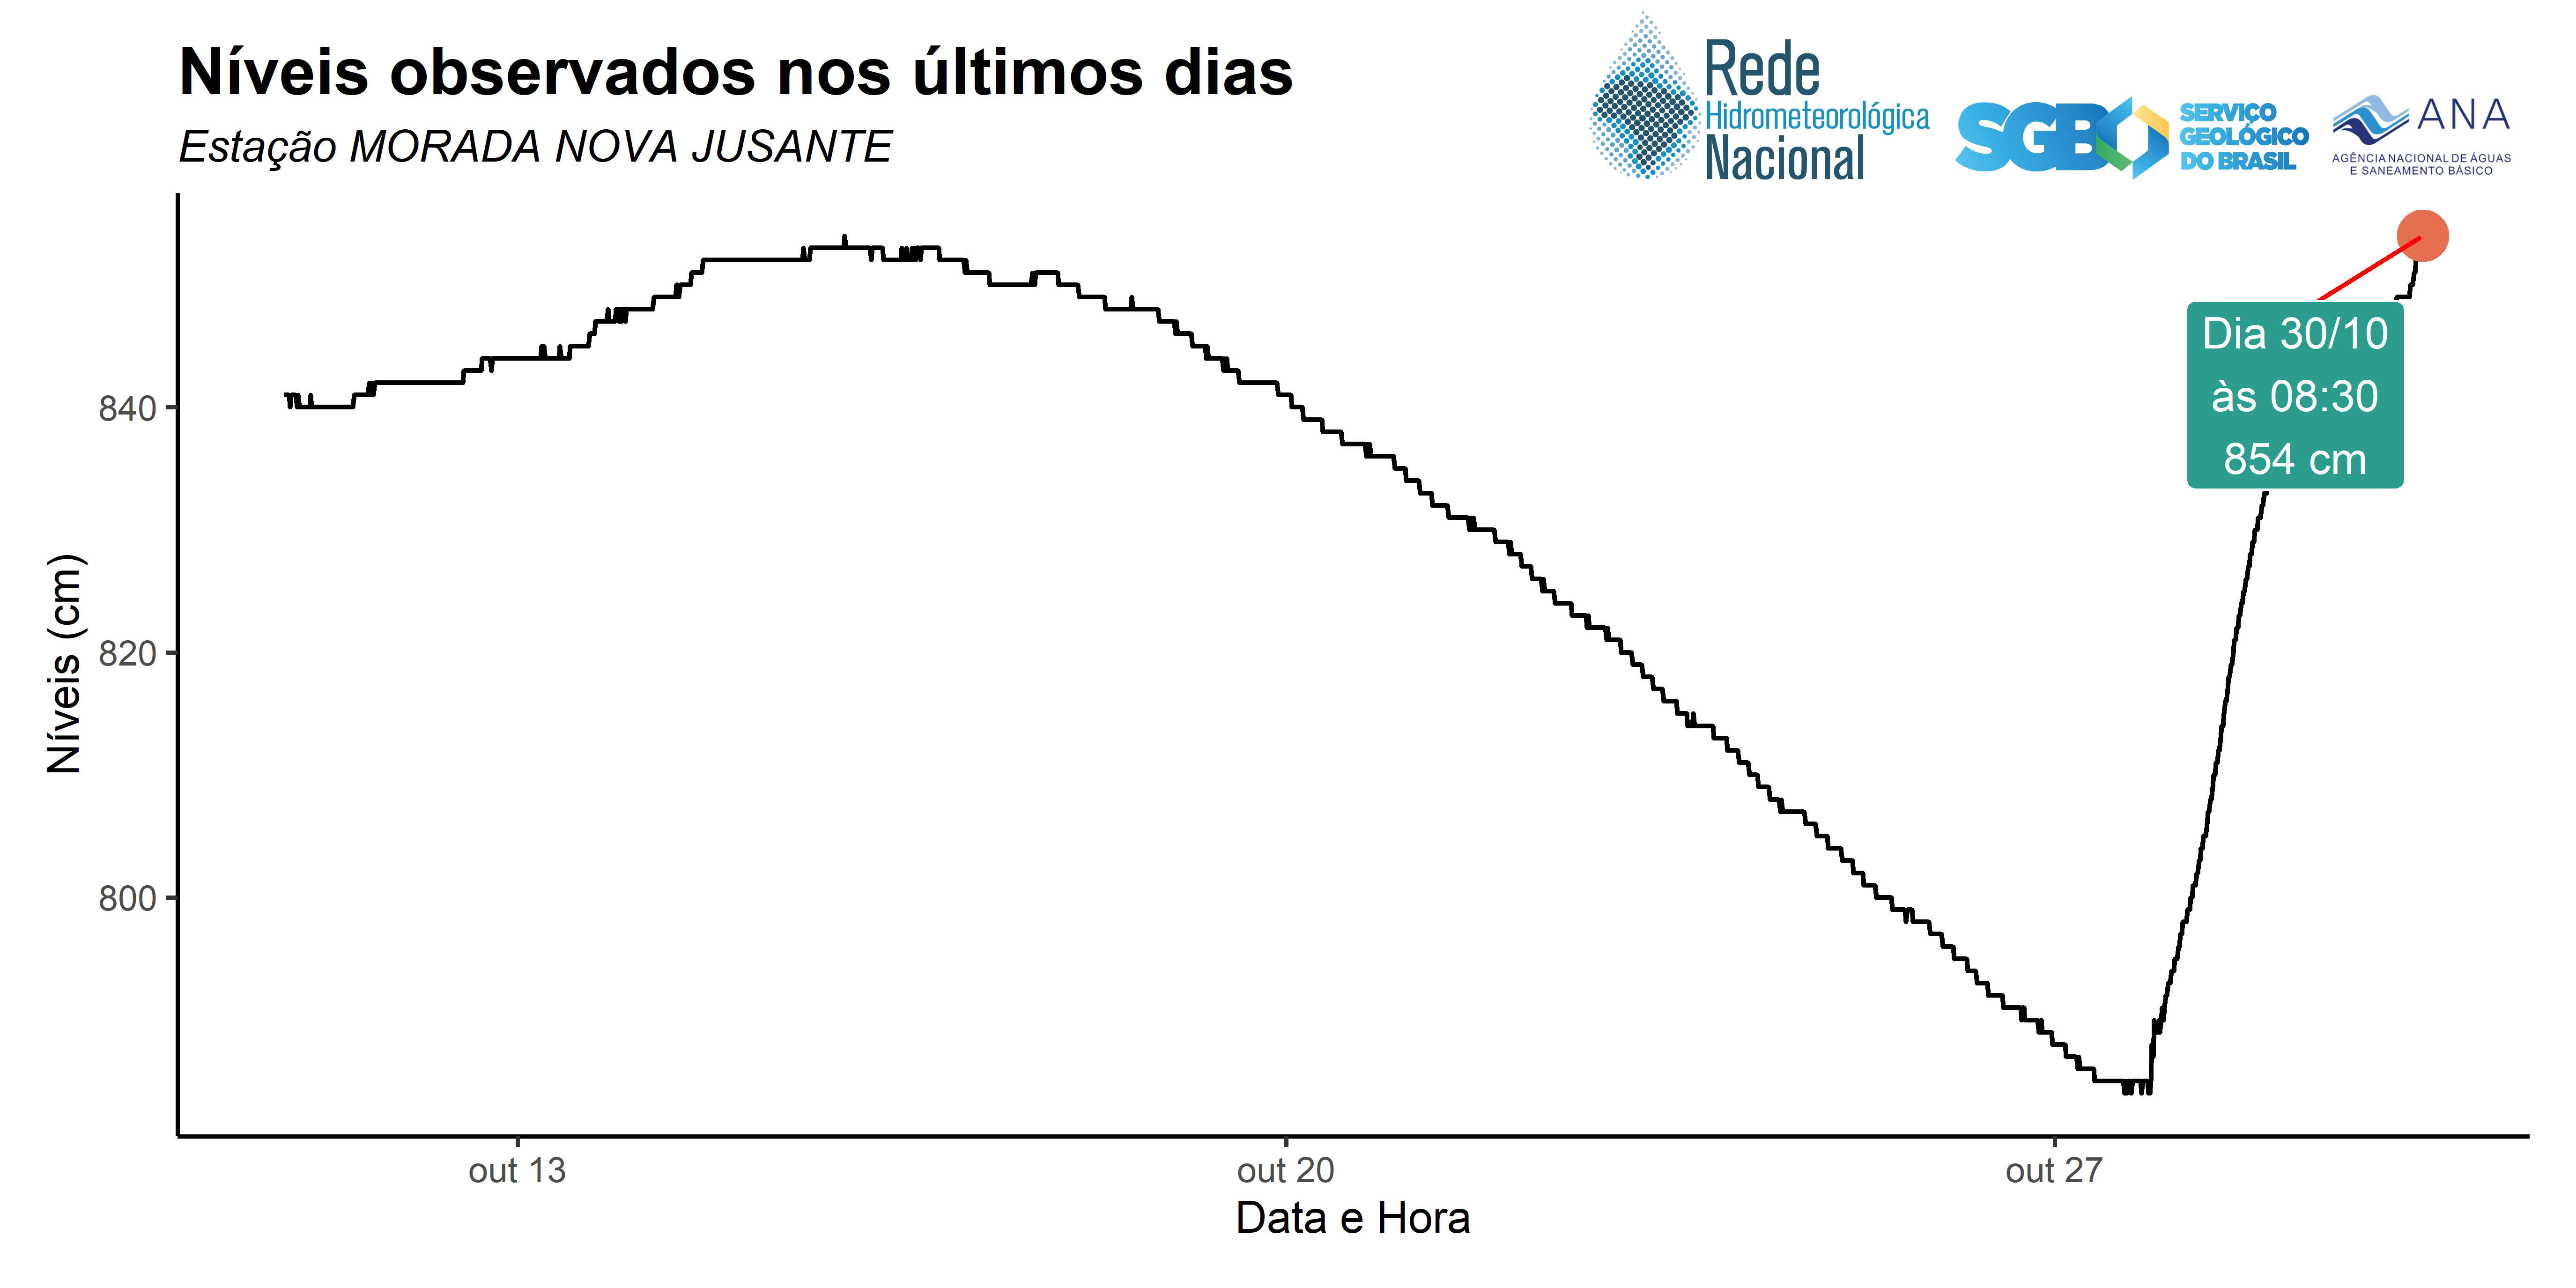 Níveis observados nos últimos dias
Estação MORADA NOVA JUSANTE
Rede
Hidrometeorológica
Nacional
SGB
SERVIÇO
GEOLÓGICO
DO BRASIL
ANA
AGÊNCIA NACIONAL DE ÁGUAS
E SANEAMENTO BÁSICO
Dia 30/10
às 08:30
854 cm
Níveis (cm)
840
820
800
out 13
out 20
out 27
Data e Hora